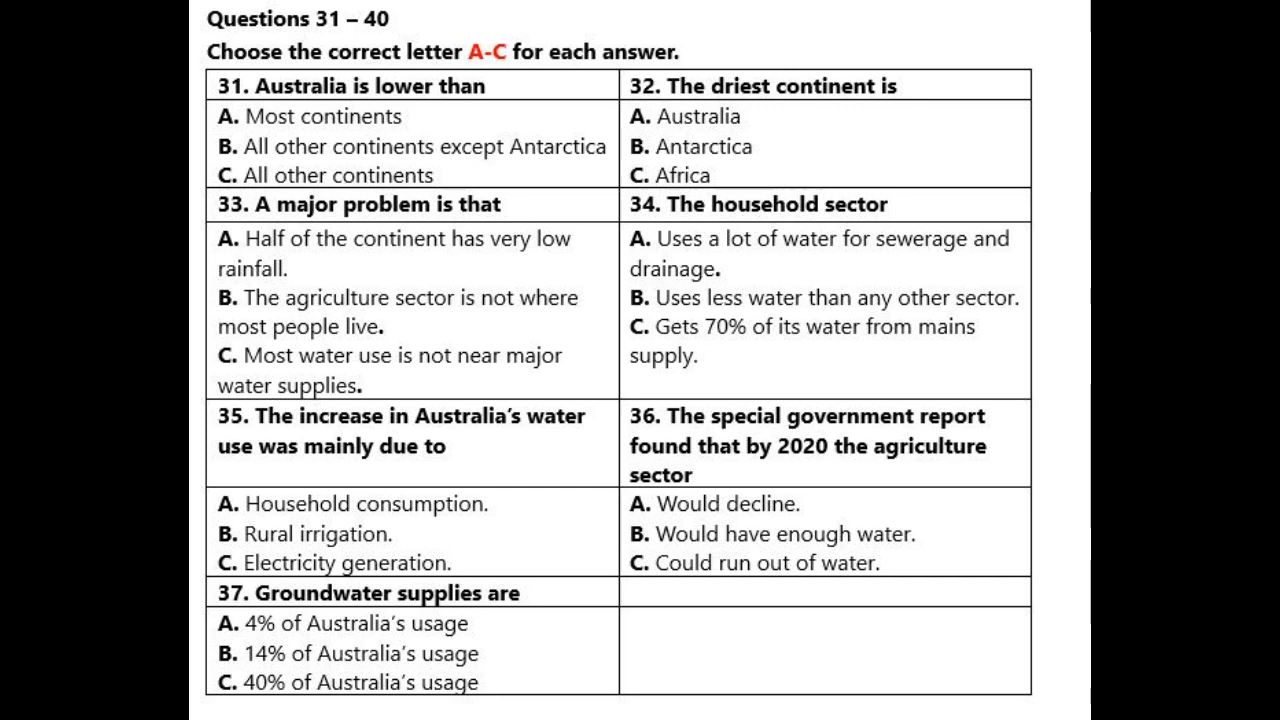 Questions 31 – 40
Choose the correct letter A-C for each answer.
31. Australia is lower than
A. Most continents
B. All other continents except Antarctica
C. All other continents
32. The driest continent is
A. Australia
B. Antarctica
C. Africa
33. A major problem is that
A. Half of the continent has very low
rainfall.
B. The agriculture sector is not where
most people live.
C. Most water use is not near major
water supplies.
34. The household sector
A. Uses a lot of water for sewerage and
drainage.
B. Uses less water than any other sector.
C. Gets 70% of its water from mains
supply.
35. The increase in Australia’s water
use was mainly due to
A. Household consumption.
B. Rural irrigation.
C. Electricity generation.
36. The special government report
found that by 2020 the agriculture
sector
A. Would decline.
B. Would have enough water.
C. Could run out of water.
37. Groundwater supplies are
A. 4% of Australia’s usage
B. 14% of Australia’s usage
C. 40% of Australia’s usage